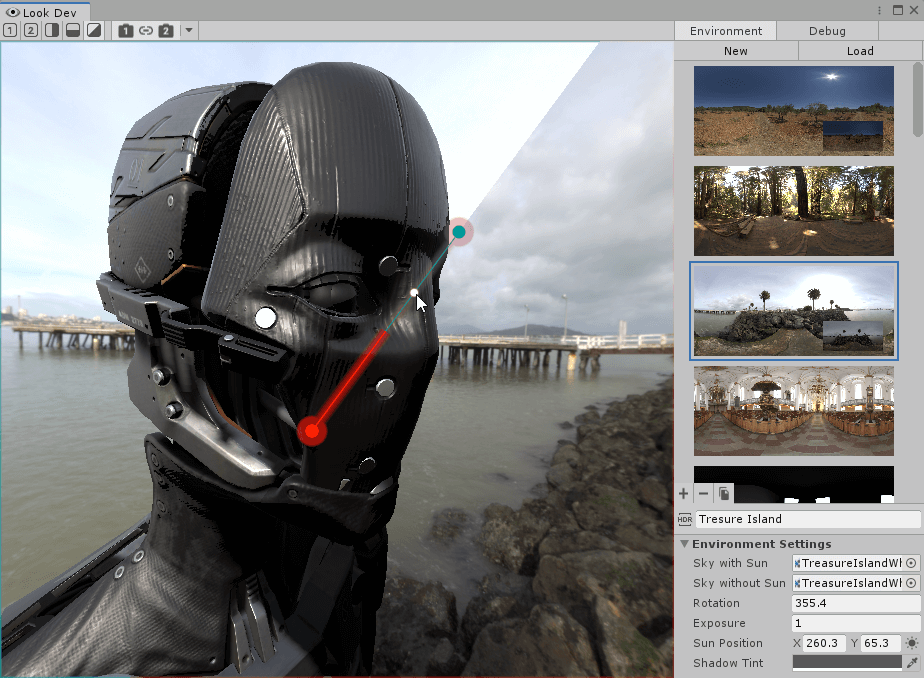 Look Dev
1 2 1 2
Environment Debug
New Load
HDR Tresure Island
Environment Settings
Sky with Sun TreasureIslandWh
Sky without Sun TreasureIslandWh
Rotation 355.4
Exposure 1
Sun Position X 260.3 Y 65.3
Shadow Tint